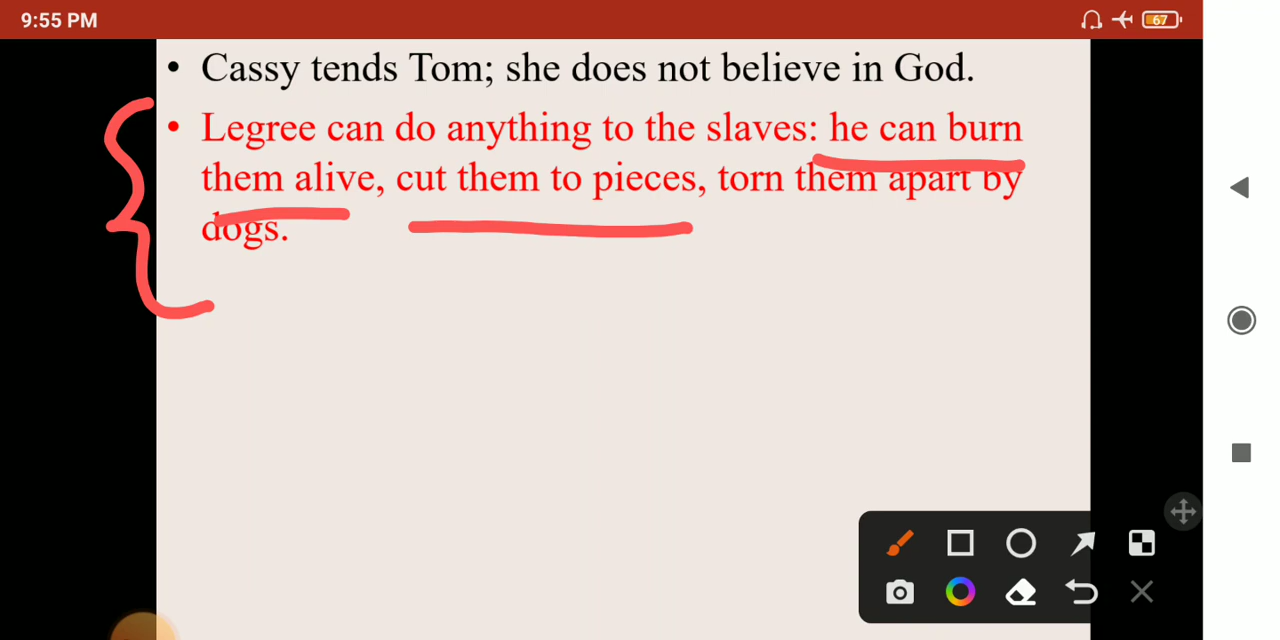 9:55 PM
67
• Cassy tends Tom; she does not believe in God.
• Legree can do anything to the slaves: he can burn
them alive, cut them to pieces, torn them apart by
dogs.